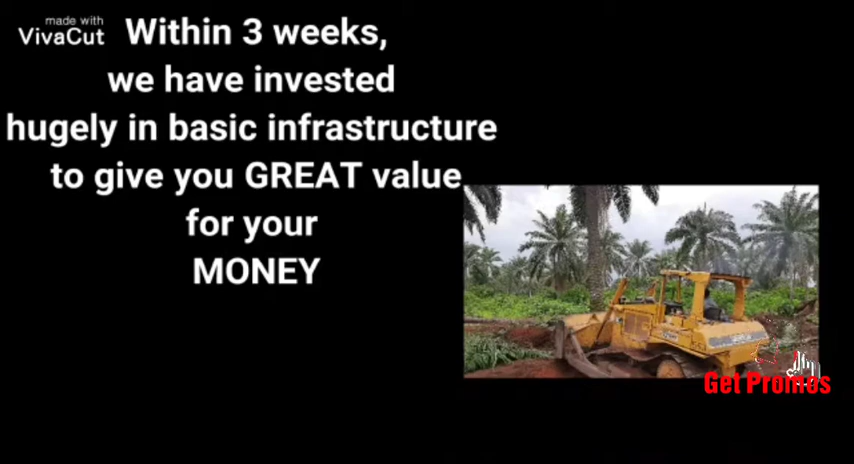 made with
VivaCut
Within 3 weeks,
we have invested
hugely in basic infrastructure
to give you GREAT value
for your
MONEY
Get Promos